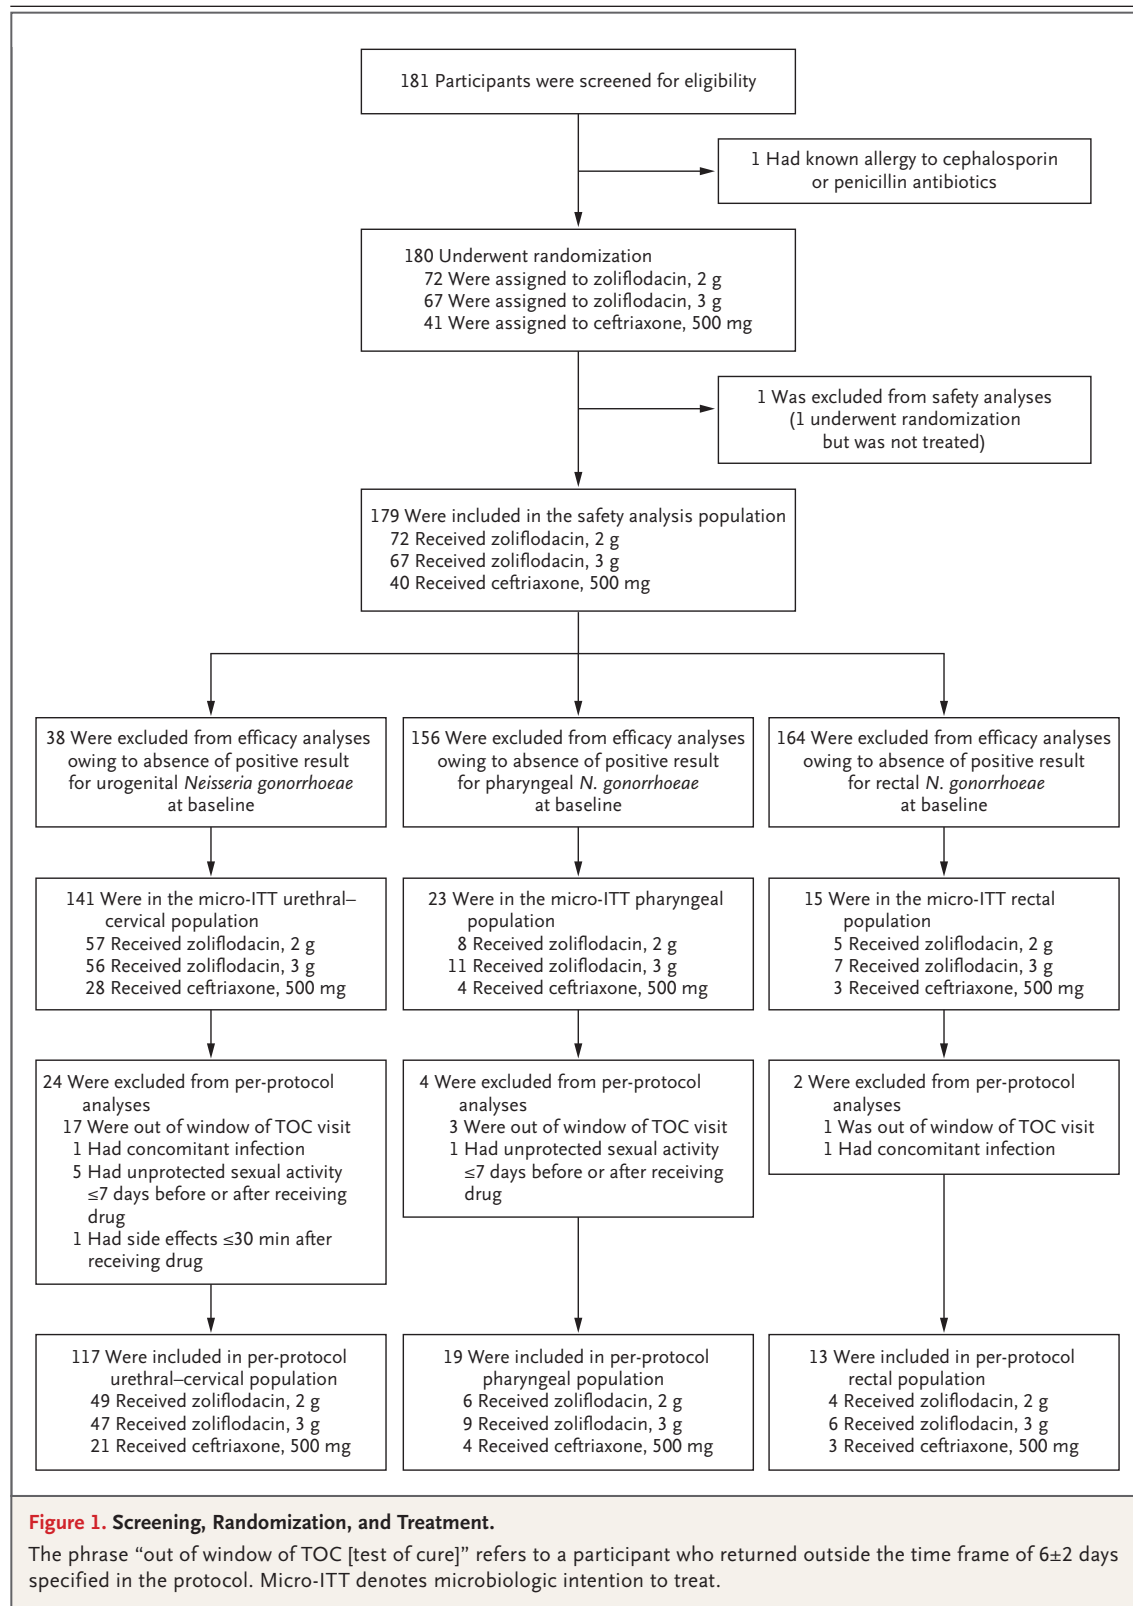 181 Participants were screened for eligibility
1 Had known allergy to cephalosporin
or penicillin antibiotics
180 Underwent randomization
72 Were assigned to zoliflodacin, 2 g
67 Were assigned to zoliflodacin, 3 g
41 Were assigned to ceftriaxone, 500 mg
1 Was excluded from safety analyses
(1 underwent randomization
but was not treated)
179 Were included in the safety analysis population
72 Received zoliflodacin, 2 g
67 Received zoliflodacin, 3 g
40 Received ceftriaxone, 500 mg
38 Were excluded from efficacy analyses
owing to absence of positive result
for urogenital Neisseria gonorrhoeae
at baseline
156 Were excluded from efficacy analyses
owing to absence of positive result
for pharyngeal N. gonorrhoeae
at baseline
164 Were excluded from efficacy analyses
owing to absence of positive result
for rectal N. gonorrhoeae
at baseline
141 Were in the micro-ITT urethral–
cervical population
57 Received zoliflodacin, 2 g
56 Received zoliflodacin, 3 g
28 Received ceftriaxone, 500 mg
23 Were in the micro-ITT pharyngeal
population
8 Received zoliflodacin, 2 g
11 Received zoliflodacin, 3 g
4 Received ceftriaxone, 500 mg
15 Were in the micro-ITT rectal
population
5 Received zoliflodacin, 2 g
7 Received zoliflodacin, 3 g
3 Received ceftriaxone, 500 mg
24 Were excluded from per-protocol
analyses
17 Were out of window of TOC visit
1 Had concomitant infection
5 Had unprotected sexual activity
≤7 days before or after receiving
drug
1 Had side effects ≤30 min after
receiving drug
4 Were excluded from per-protocol
analyses
3 Were out of window of TOC visit
1 Had unprotected sexual activity
≤7 days before or after receiving
drug
2 Were excluded from per-protocol
analyses
1 Was out of window of TOC visit
1 Had concomitant infection
117 Were included in per-protocol
urethral–cervical population
49 Received zoliflodacin, 2 g
47 Received zoliflodacin, 3 g
21 Received ceftriaxone, 500 mg
19 Were included in per-protocol
pharyngeal population
6 Received zoliflodacin, 2 g
9 Received zoliflodacin, 3 g
4 Received ceftriaxone, 500 mg
13 Were included in per-protocol
rectal population
4 Received zoliflodacin, 2 g
6 Received zoliflodacin, 3 g
3 Received ceftriaxone, 500 mg
Figure 1. Screening, Randomization, and Treatment.
The phrase “out of window of TOC [test of cure]” refers to a participant who returned outside the time frame of 6±2 days
specified in the protocol. Micro-ITT denotes microbiologic intention to treat.